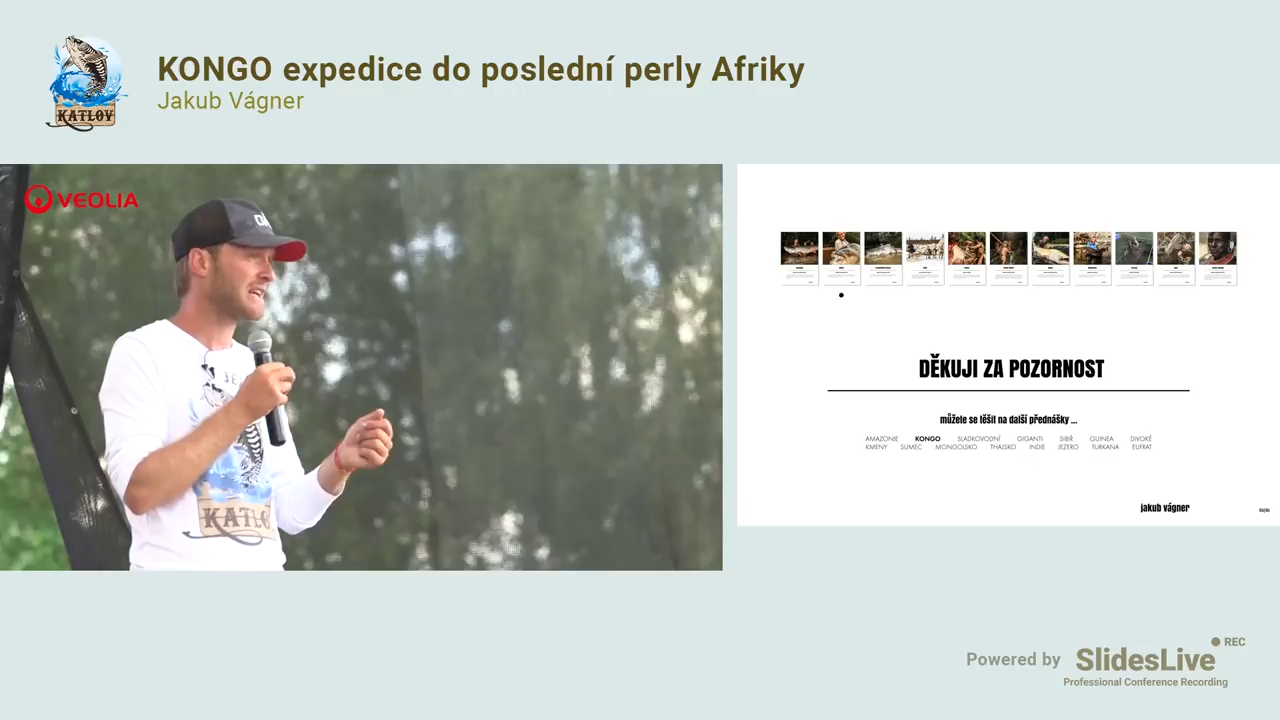 KONGO expedice do poslední perly Afriky
Jakub Vágner
KATLOV
VEOLIA
KATLO
DĚKUJI ZA POZORNOST
můžete se těšil na další přednášky ...
AMAZONIE KONGO SLADKOVODNÍ GIGANTI SIBIŘ GUINEA DIVOKÉ
KMENY SUMEC MONGOLSKO THAJSKO INDIE JEZERO TURKANA EUFRAT
jakub vágner
Powered by SlidesLive
REC
Professional Conference Recording